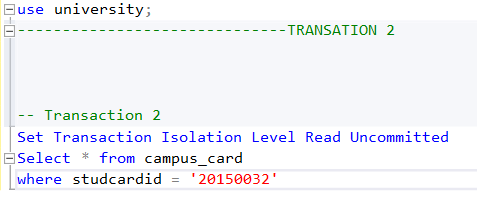 use university;
------------------------------TRANSATION 2
-- Transaction 2
Set Transaction Isolation Level Read Uncommitted
Select * from campus_card
where studcardid = '20150032'